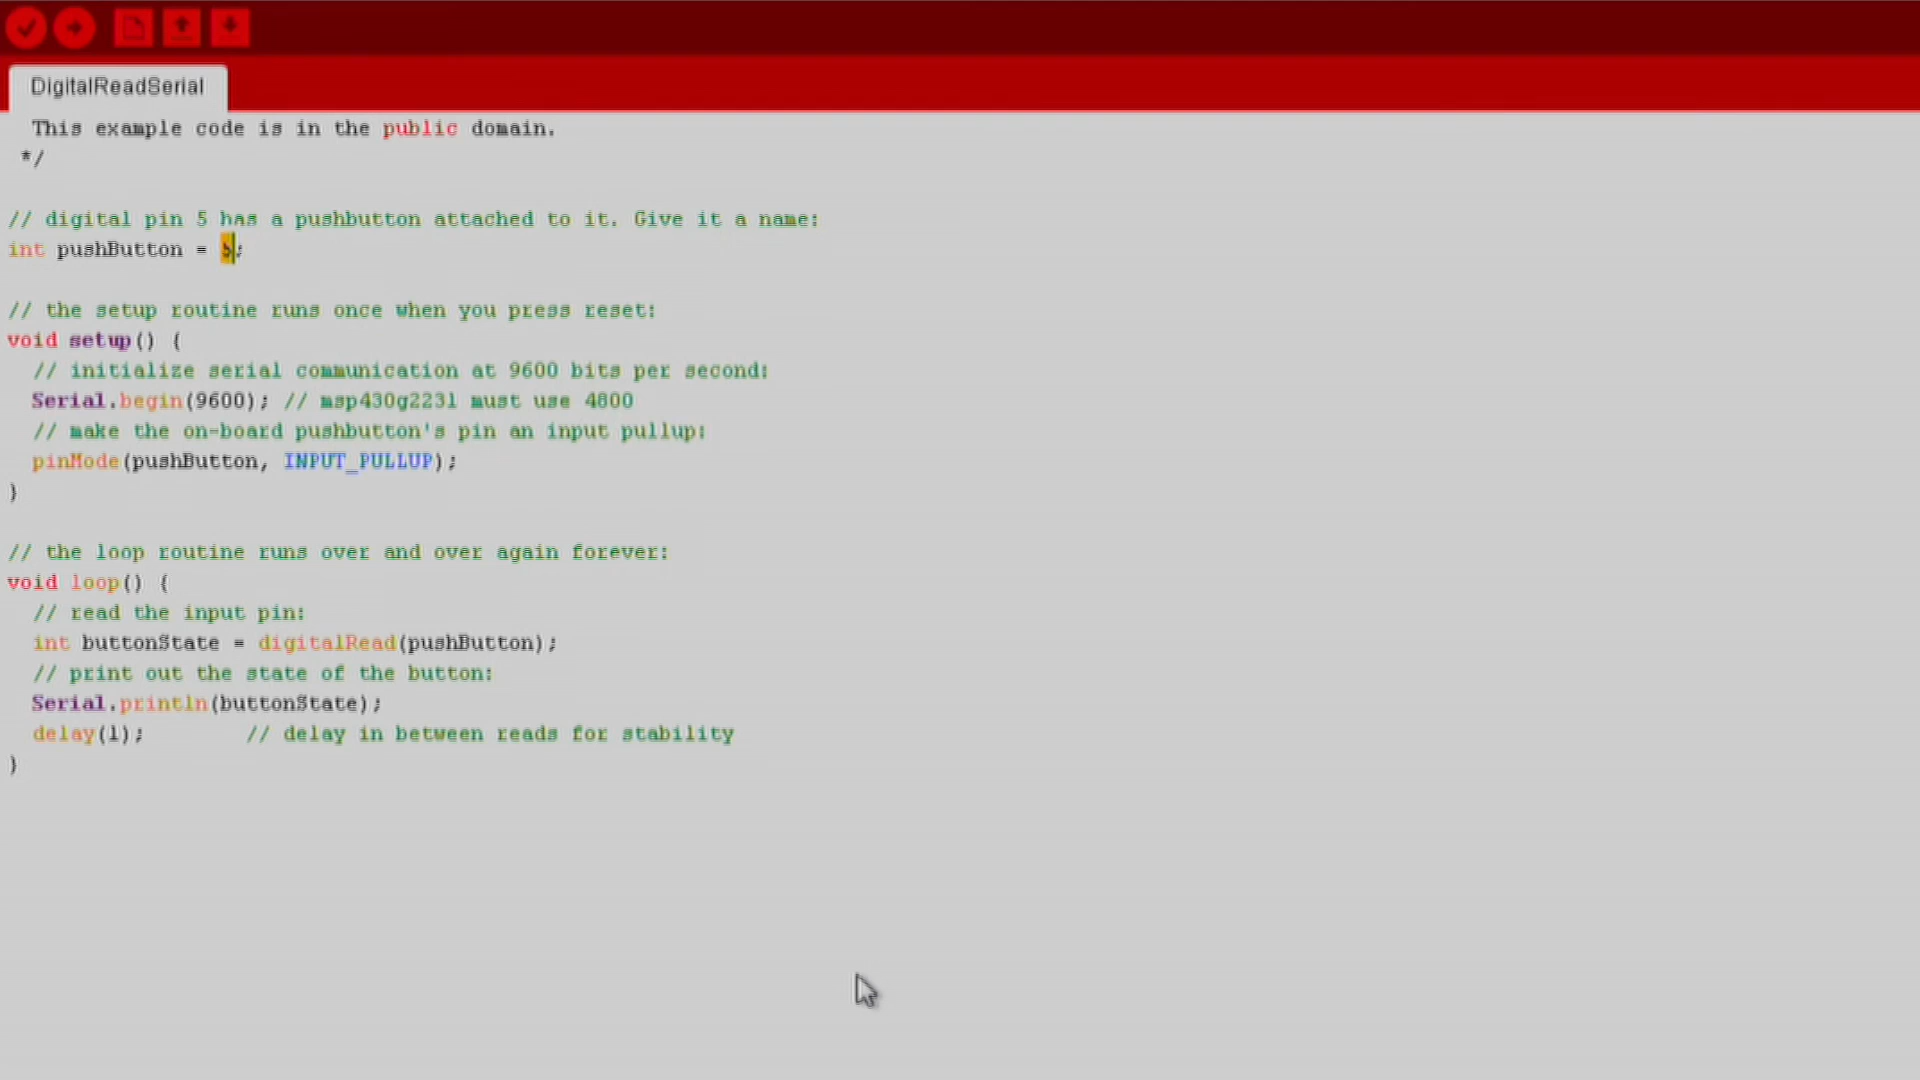 DigitalReadSerial
This example code is in the public domain.
*/
// digital pin 5 has a pushbutton attached to it. Give it a name:
int pushButton = 5;
// the setup routine runs once when you press reset:
void setup() {
// initialize serial communication at 9600 bits per second:
Serial.begin(9600); // msp430g2231 must use 4800
// make the on-board pushbutton's pin an input pullup:
pinMode(pushButton, INPUT_PULLUP);
}
// the loop routine runs over and over again forever:
void loop() {
// read the input pin:
int buttonState = digitalRead(pushButton);
// print out the state of the button:
Serial.println(buttonState);
delay(1);        // delay in between reads for stability
}